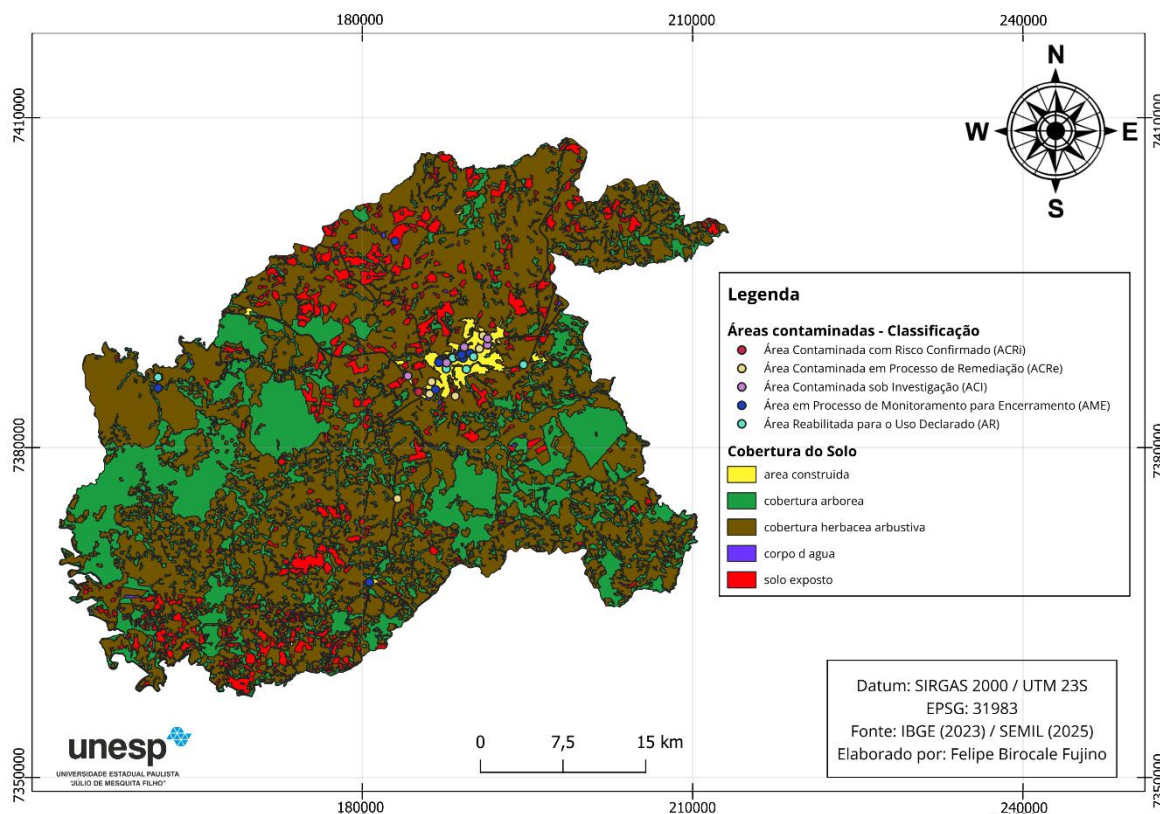 180000
210000
240000
7410000
7410000
N
W
E
S
Legenda
Áreas contaminadas - Classificação
Área Contaminada com Risco Confirmado (ACRi)
Área Contaminada em Processo de Remediação (ACRe)
Área Contaminada sob Investigação (ACI)
Área em Processo de Monitoramento para Encerramento (AME)
Área Reabilitada para o Uso Declarado (AR)
7380000
7380000
Cobertura do Solo
area construida
cobertura arborea
cobertura herbacea arbustiva
corpo d agua
solo exposto
Datum: SIRGAS 2000 / UTM 23S
EPSG: 31983
Fonte: IBGE (2023) / SEMIL (2025)
Elaborado por: Felipe Birocale Fujino
unesp
UNIVERSIDADE ESTADUAL PAULISTA
"JÚLIO DE MESQUITA FILHO"
0 7,5 15 km
7350000
7350000
180000
210000
240000